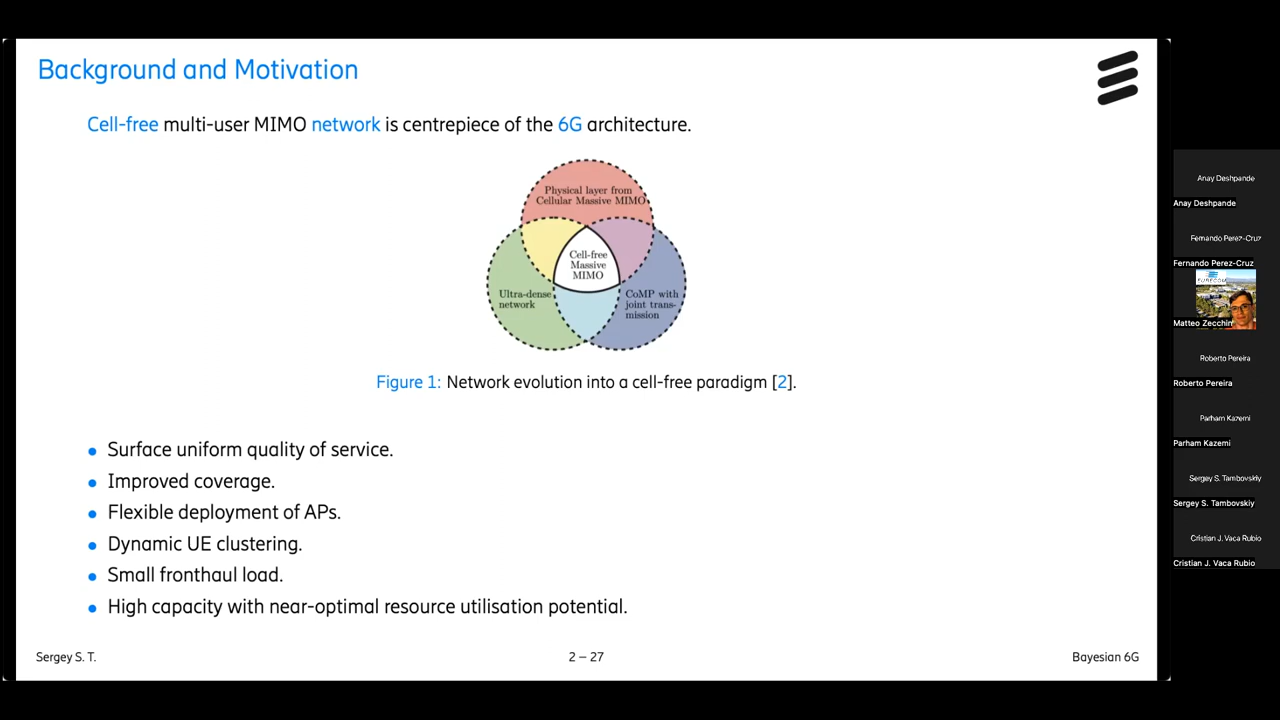 Background and Motivation
Cell-free multi-user MIMO network is centrepiece of the 6G architecture.
Physical layer from
Cellular Massive MIMO
Cell-free
Massive
MIMO
Ultra-dense
network
CoMP with
joint trans-
mission
Figure 1: Network evolution into a cell-free paradigm [2].
• Surface uniform quality of service.
• Improved coverage.
• Flexible deployment of APs.
• Dynamic UE clustering.
• Small fronthaul load.
• High capacity with near-optimal resource utilisation potential.
Sergey S. T.
2 – 27
Bayesian 6G
Anay Deshpande
Anay Deshpande
Fernando Perez-Cruz
Fernando Perez-Cruz
EURECOM
Matteo Zecchin
Roberto Pereira
Roberto Pereira
Parham Kazemi
Parham Kazemi
Sergey S. Tambovskiy
Sergey S. Tambovskiy
Cristian J. Vaca Rubio
Cristian J. Vaca Rubio